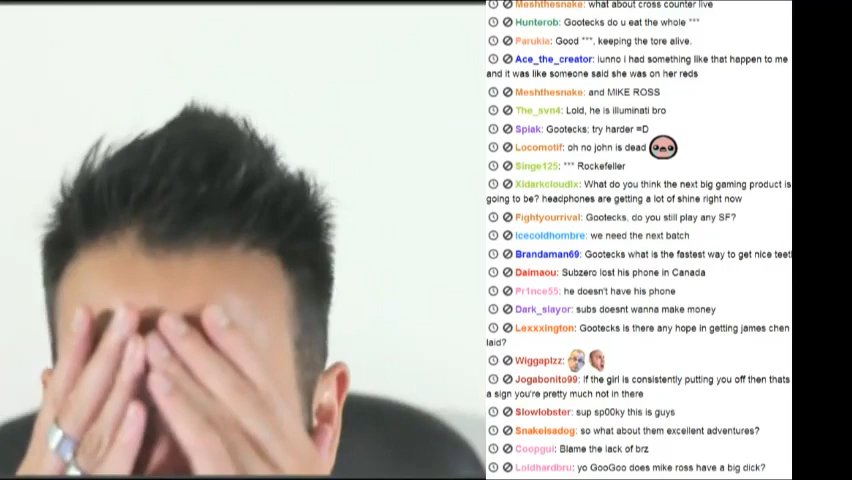 Meshthesnake: what about cross counter live
Hunterob: Gootecks do u eat the whole ***
Parukia: Good ***, keeping the tore alive.
Ace_the_creator: iunno i had something like that happen to me
and it was like someone said she was on her reds
Meshthesnake: and MIKE ROSS
The_svn4: Lold, he is illuminati bro
Spiak: Gootecks: try harder =D
Locomotif: oh no john is dead
Singe125: *** Rockefeller
Xidarkcloudix: What do you think the next big gaming product is
going to be? headphones are getting a lot of shine right now
Fightyourrival: Gootecks, do you still play any SF?
Icecoldhombre: we need the next batch
Brandaman69: Gootecks what is the fastest way to get nice teet
Daimaou: Subzero lost his phone in Canada
Pr1nce55: he doesn't have his phone
Dark_slayor: subs doesnt wanna make money
Lexxxington: Gootecks is there any hope in getting james chen
laid?
Wiggaplzz:
Jogabonito99: If the girl is consistently putting you off then thats
a sign you're pretty much not in there
Slowlobster: sup sp00ky this is guys
Snakeisadog: so what about them excellent adventures?
Coopgui: Blame the lack of brz
Loldhardbru: yo GooGoo does mike ross have a big dick?